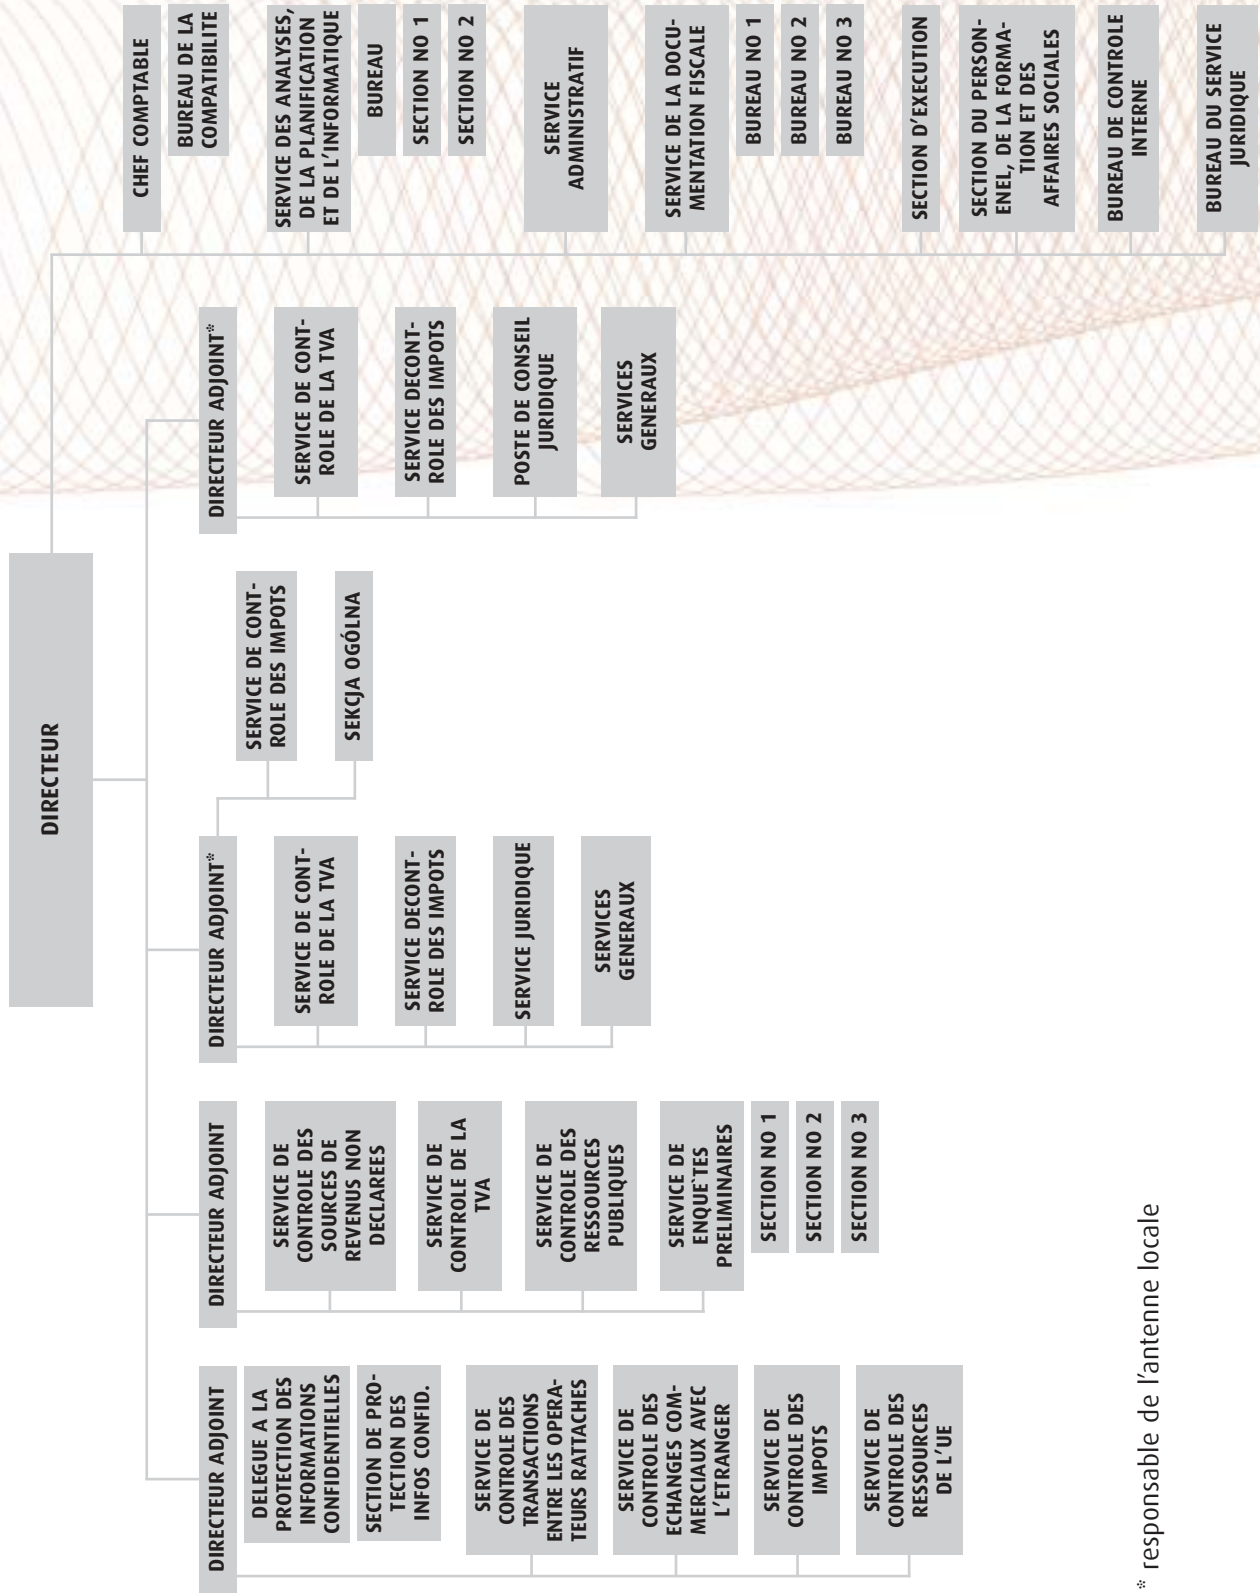 DIRECTEUR
DIRECTEUR ADJOINT
DELEGUE A LA
PROTECTION DES
INFORMATIONS
CONFIDENTIELLES
SECTION DE PRO-
TECTION DES
INFOS CONFID.
SERVICE DE
CONTROLE DES
TRANSACTIONS
ENTRE LES OPERA-
TEURS RATTACHES
SERVICE DE
CONTROLE DES
ECHANGES COM-
MERCIAUX AVEC
L'ETRANGER
SERVICE DE
CONTROLE DES
IMPOTS
SERVICE DE
CONTROLE DES
RESSOURCES
DE L'UE
DIRECTEUR ADJOINT
SERVICE DE
CONTROLE DES
SOURCES DE
REVENUS NON
DECLAREES
SERVICE DE
CONTROLE DE LA
TVA
SERVICE DE
CONTROLE DES
RESSOURCES
PUBLIQUES
SERVICE DE
ENQUE`TES
PRELIMINAIRES
SECTION NO 1
SECTION NO 2
SECTION NO 3
DIRECTEUR ADJOINT*
SERVICE DE CONT-
ROLE DE LA TVA
SERVICE DECONT-
ROLE DES IMPOTS
SERVICE JURIDIQUE
SERVICES
GENERAUX
SERVICE DE CONT-
ROLE DES IMPOTS
SEKCJA OGÓLNA
DIRECTEUR ADJOINT*
SERVICE DE CONT-
ROLE DE LA TVA
SERVICE DECONT-
ROLE DES IMPOTS
POSTE DE CONSEIL
JURIDIQUE
SERVICES
GENERAUX
CHEF COMPTABLE
BUREAU DE LA
COMPATIBILITE
SERVICE DES ANALYSES,
DE LA PLANIFICATION
ET DE L'INFORMATIQUE
BUREAU
SECTION NO 1
SECTION NO 2
SERVICE
ADMINISTRATIF
SERVICE DE LA DOCU-
MENTATION FISCALE
BUREAU NO 1
BUREAU NO 2
BUREAU NO 3
SECTION D'EXECUTION
SECTION DU PERSON-
ENEL, DE LA FORMA-
TION ET DES
AFFAIRES SOCIALES
BUREAU DE CONTROLE
INTERNE
BUREAU DU SERVICE
JURIDIQUE
* responsable de l'antenne locale